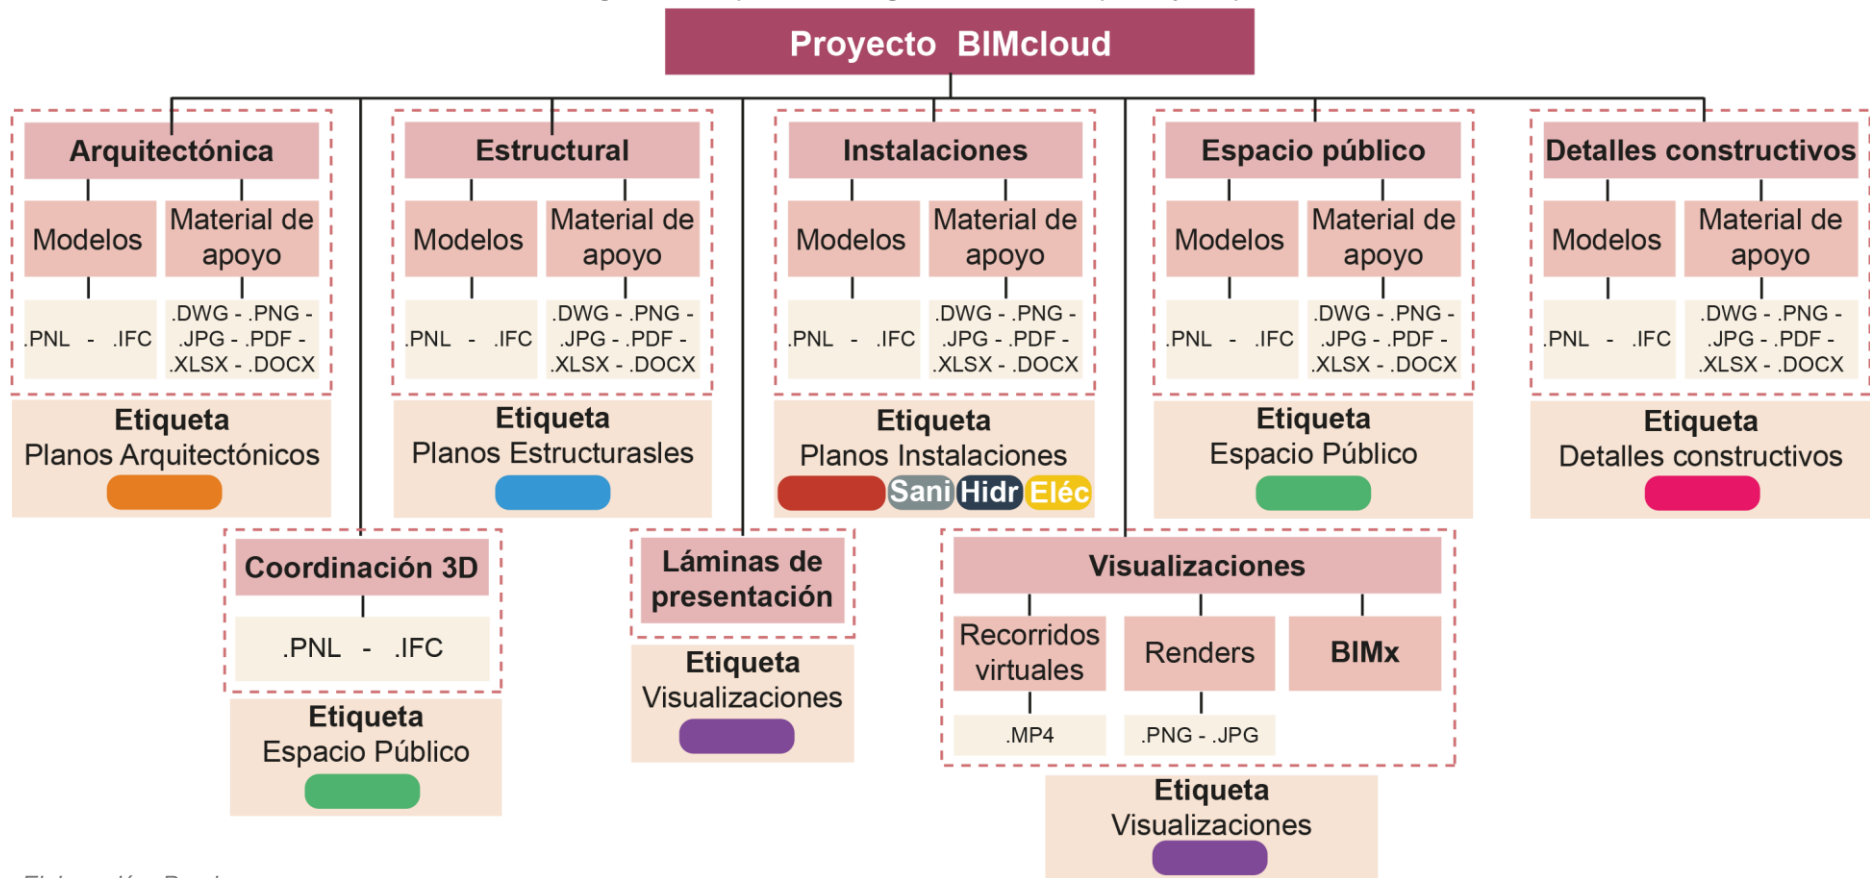 Proyecto BIMcloud
Arquitectónica
Modelos
Material de
apoyo
.PNL - .IFC
.DWG - .PNG -
.JPG - .PDF -
.XLSX - .DOCX
Etiqueta
Planos Arquitectónicos
Estructural
Modelos
Material de
apoyo
.PNL - .IFC
.DWG - .PNG -
.JPG - .PDF -
.XLSX - .DOCX
Etiqueta
Planos Estructurasles
Instalaciones
Modelos
Material de
apoyo
.PNL - .IFC
.DWG - .PNG -
.JPG - .PDF -
.XLSX - .DOCX
Etiqueta
Planos Instalaciones
Sani Hidr Eléc
Espacio público
Modelos
Material de
apoyo
.PNL - .IFC
.DWG - .PNG -
.JPG - .PDF -
.XLSX - .DOCX
Etiqueta
Espacio Público
Detalles constructivos
Modelos
Material de
apoyo
.PNL - .IFC
.DWG - .PNG -
.JPG - .PDF -
.XLSX - .DOCX
Etiqueta
Detalles constructivos
Coordinación 3D
.PNL - .IFC
Etiqueta
Espacio Público
Láminas de
presentación
Etiqueta
Visualizaciones
Visualizaciones
Recorridos
virtuales
.MP4
Renders
.PNG - .JPG
BIMx
Etiqueta
Visualizaciones